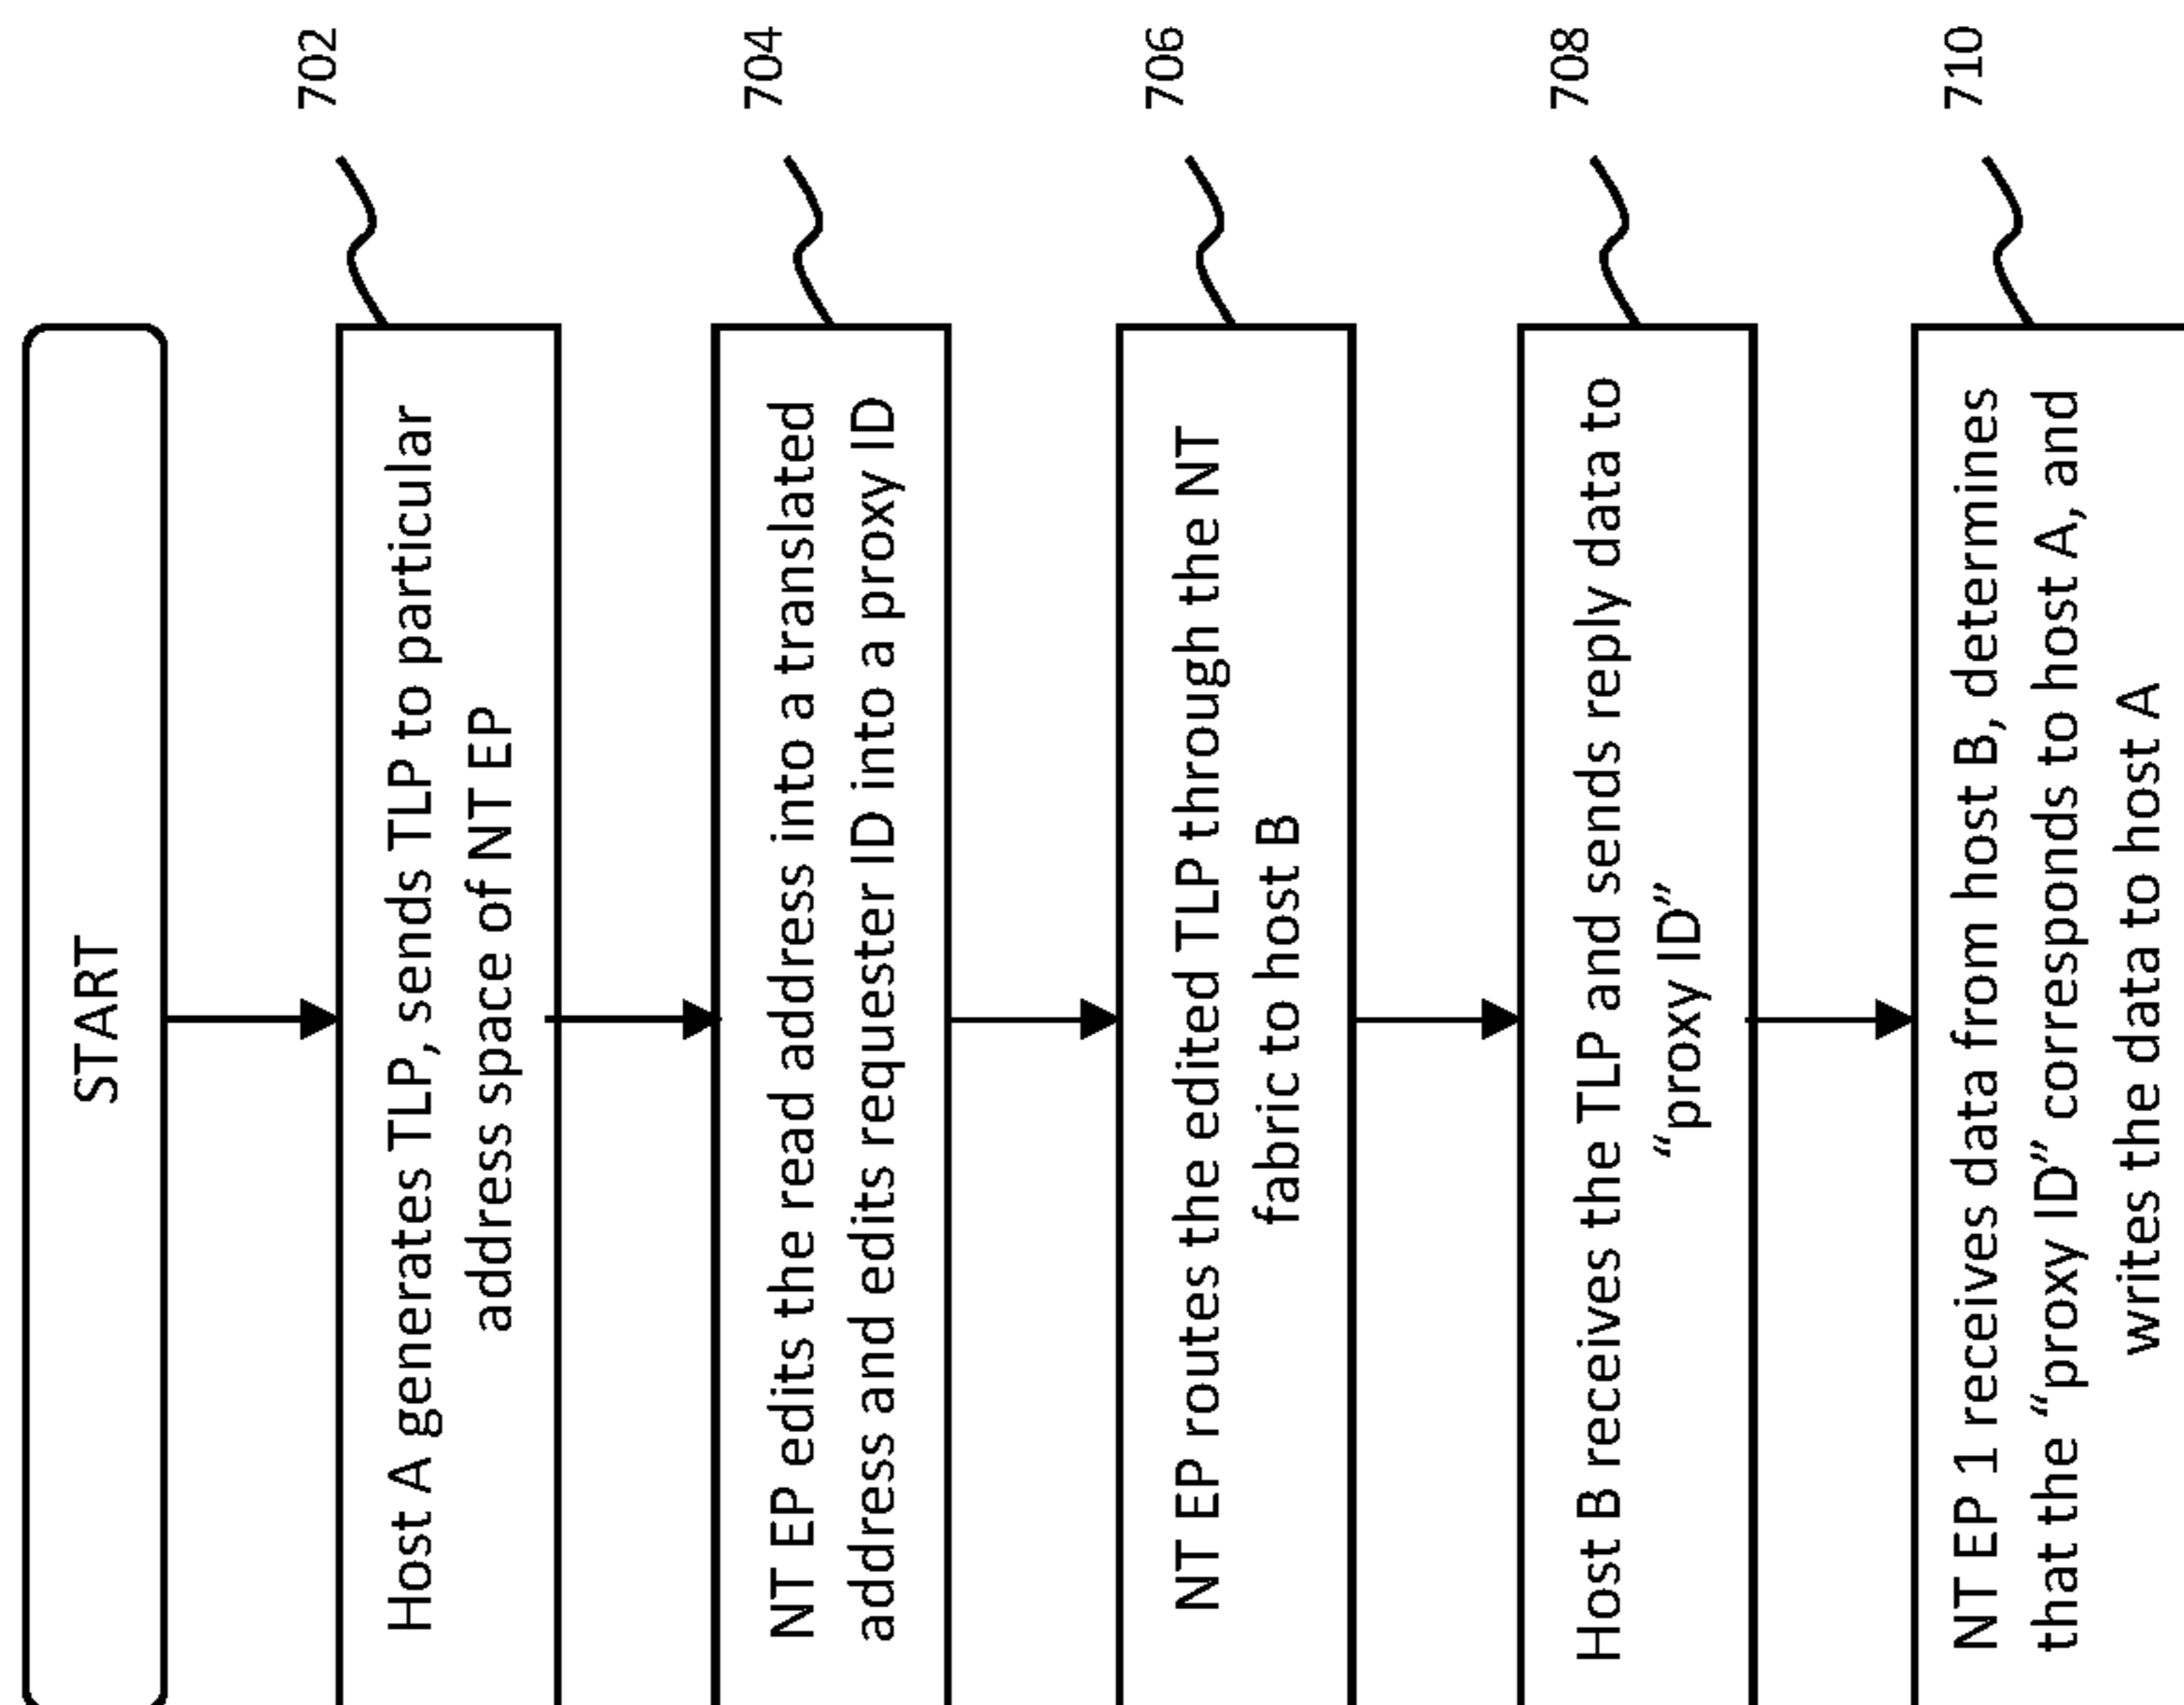 START
702
Host A generates TLP, sends TLP to particular
address space of NT EP
704
NT EP edits the read address into a translated
address and edits requester ID into a proxy ID
706
NT EP routes the edited TLP through the NT
fabric to host B
708
Host B receives the TLP and sends reply data to
“proxy ID”
710
NT EP 1 receives data from host B, determines
that the “proxy ID” corresponds to host A, and
writes the data to host A